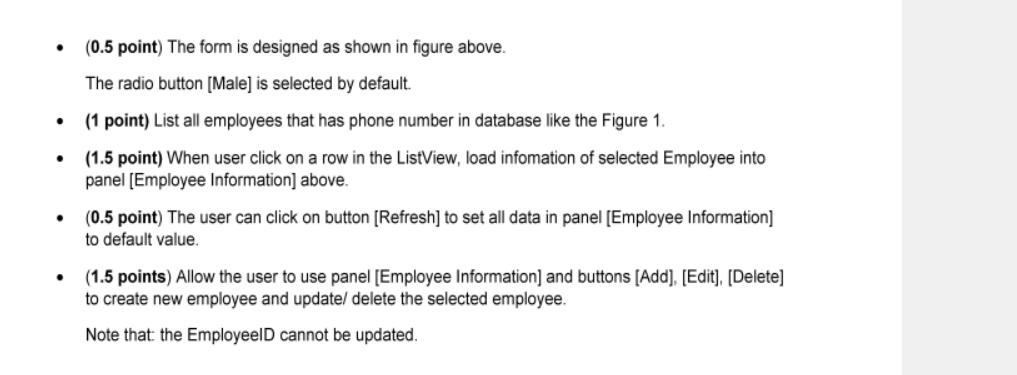 • (0.5 point) The form is designed as shown in figure above.
The radio button [Male] is selected by default.
• (1 point) List all employees that has phone number in database like the Figure 1.
• (1.5 point) When user click on a row in the ListView, load infomation of selected Employee into
panel [Employee Information] above.
• (0.5 point) The user can click on button [Refresh] to set all data in panel [Employee Information]
to default value.
• (1.5 points) Allow the user to use panel [Employee Information] and buttons [Add], [Edit], [Delete]
to create new employee and update/ delete the selected employee.
Note that: the EmployeeID cannot be updated.